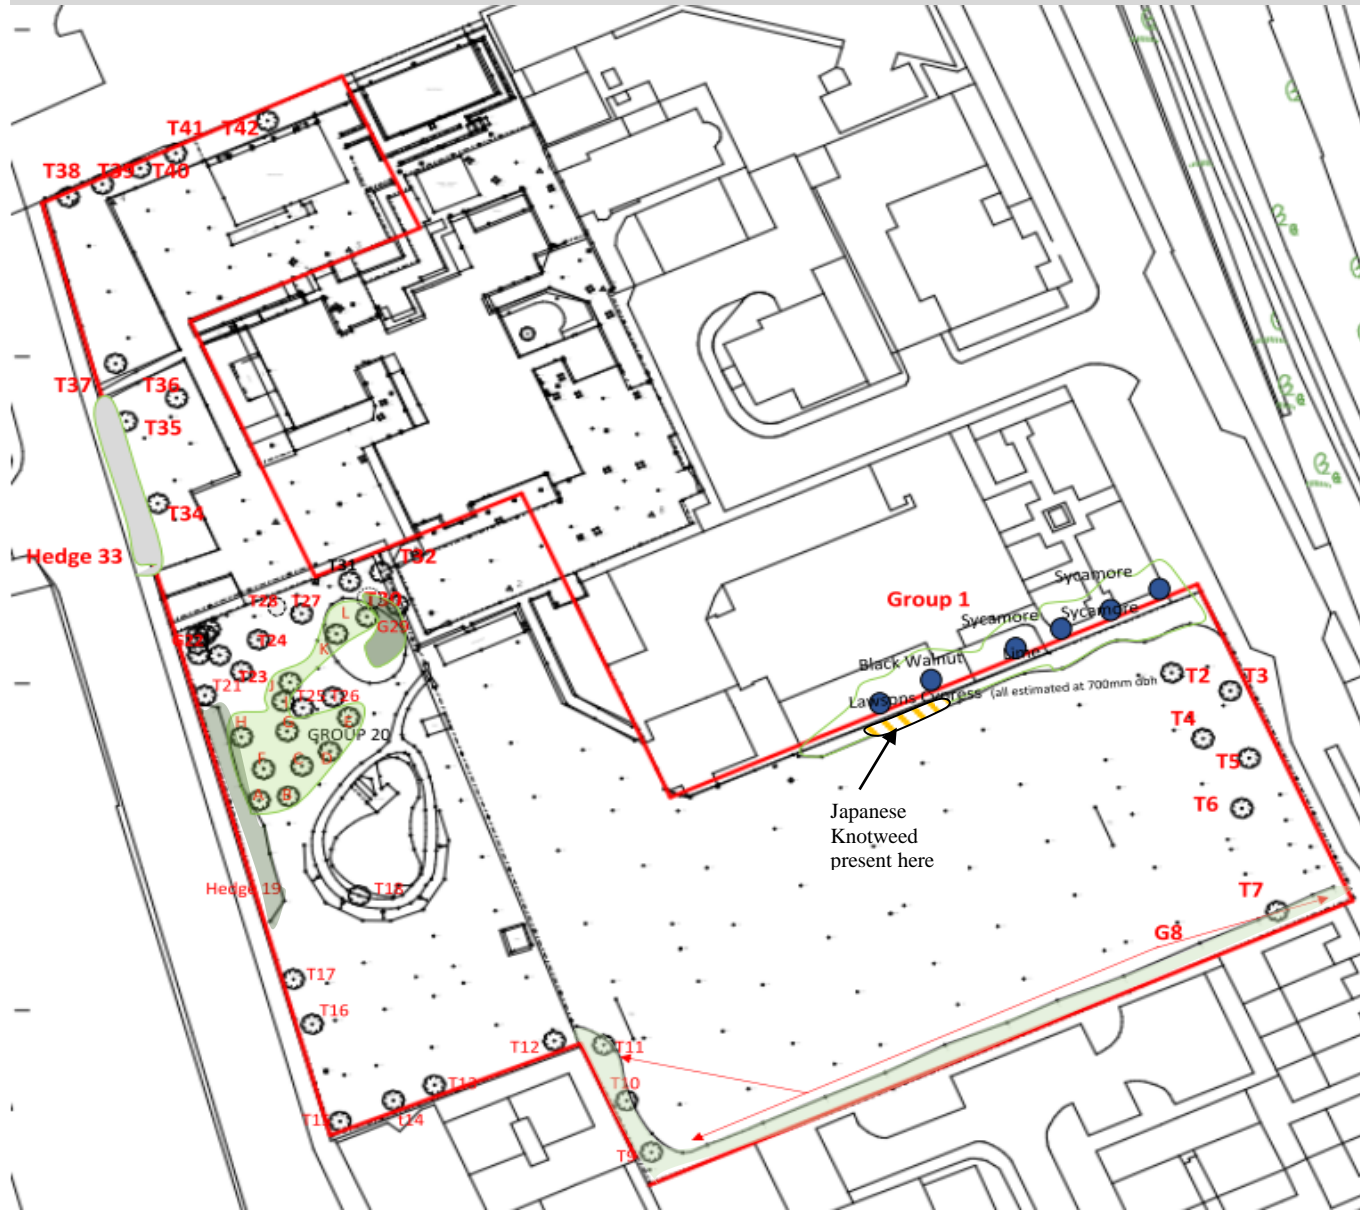 T41
T42
T38
T39
T40
T37
T36
T35
T34
Hedge 33
T31
T32
T28
T27
T30
L
G29
T24
K
T23
J
T21
T25
T26
H
G
E
GROUP 20
F
C
D
A
B
Hedge 19
T18
T17
T16
T12
T11
T13
T10
t14
T15
T9
Group 1
Sycamore
Sycamore
Sycamore
Lime
Black Walnut
Lawsons Cypress (all estimated at 700mm dbh
T2
T3
T4
T5
T6
T7
G8
Japanese
Knotweed
present here